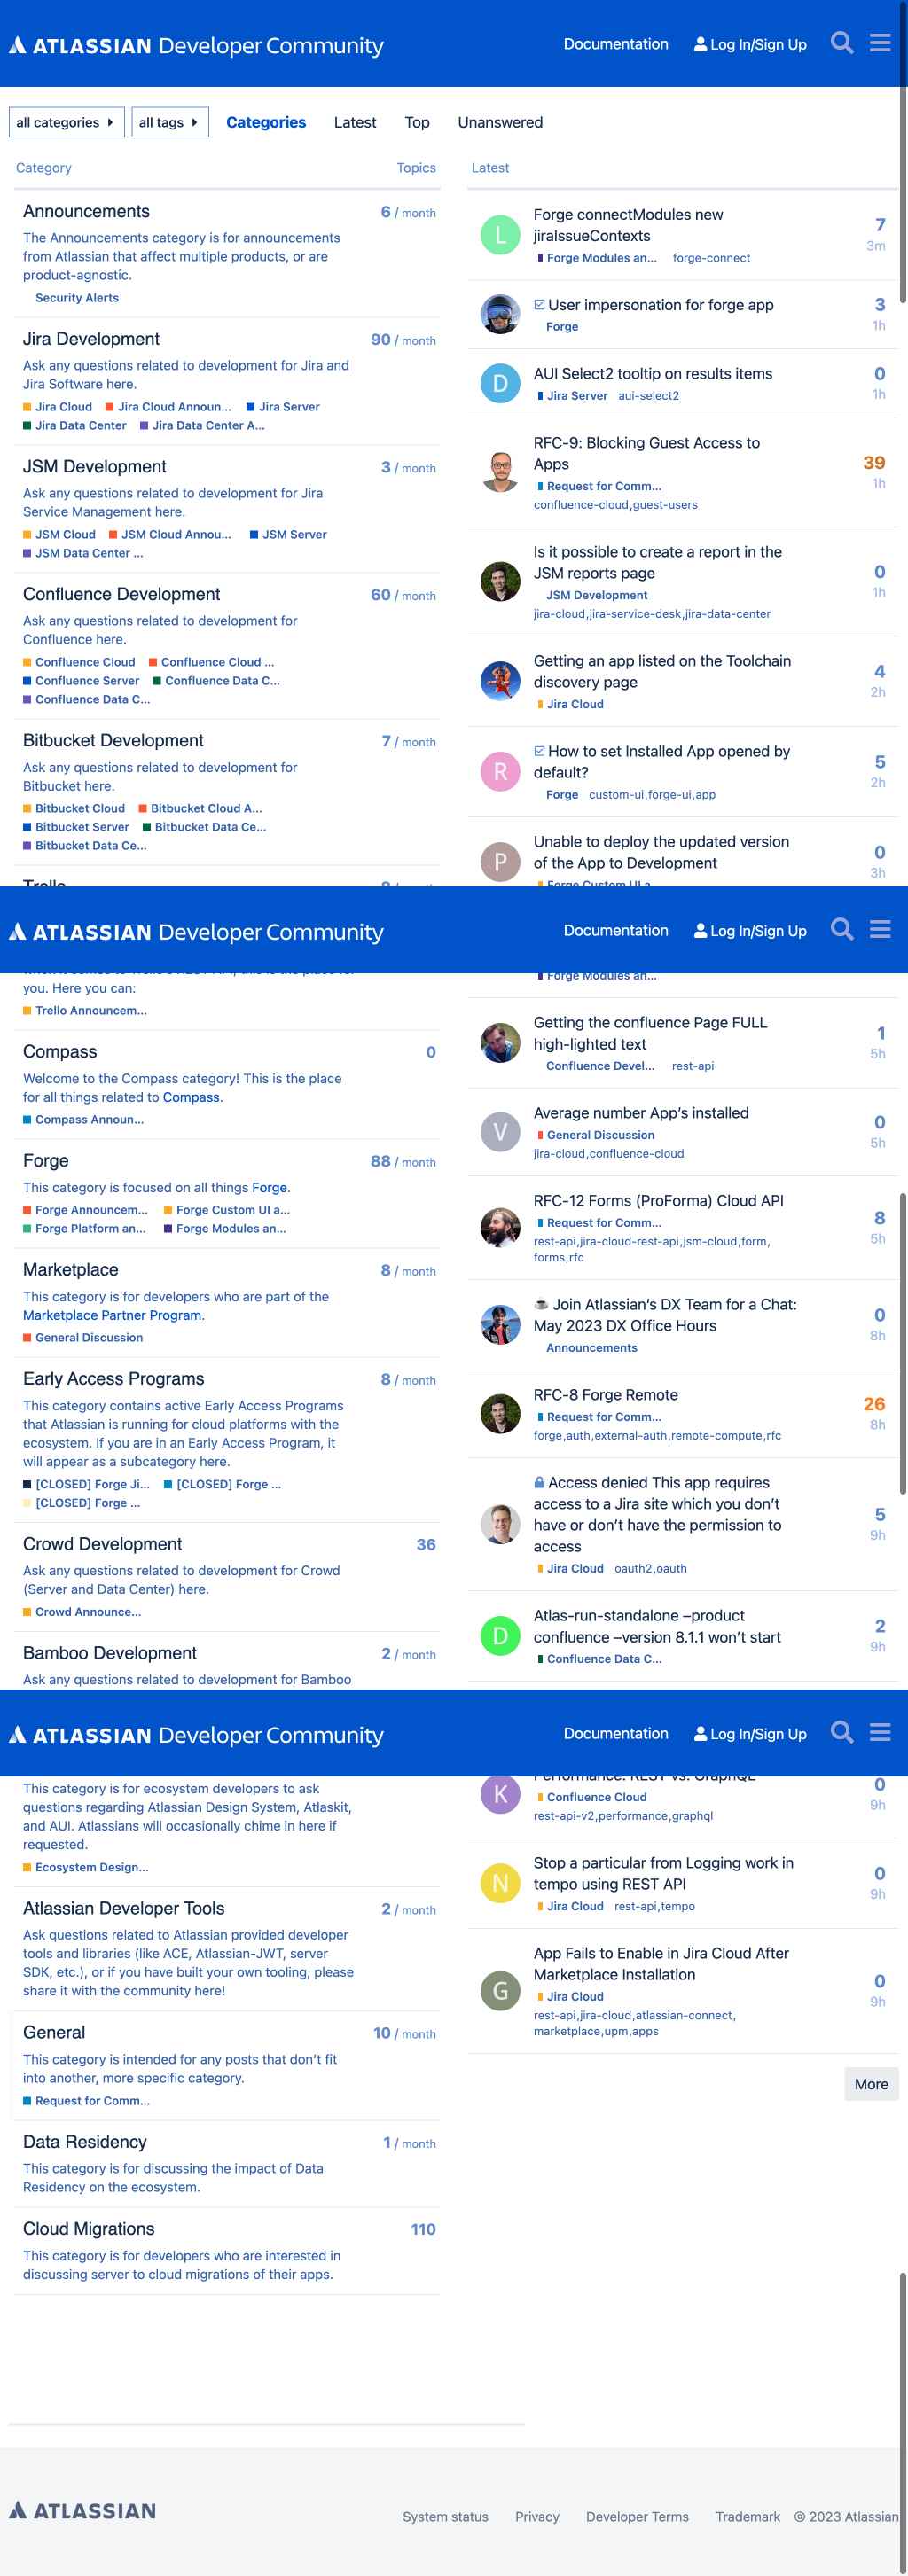 ATLASSIAN Developer Community
Documentation
Log In/Sign Up
all categories
all tags
Categories
Latest
Top
Unanswered
Category
Topics
Announcements
6 / month
The Announcements category is for announcements
from Atlassian that affect multiple products, or are
product-agnostic.
Security Alerts
Jira Development
90 / month
Ask any questions related to development for Jira and
Jira Software here.
Jira Cloud Jira Cloud Announ... Jira Server
Jira Data Center Jira Data Center A...
JSM Development
3 / month
Ask any questions related to development for Jira
Service Management here.
JSM Cloud JSM Cloud Annou... JSM Server
JSM Data Center ...
Confluence Development
60 / month
Ask any questions related to development for
Confluence here.
Confluence Cloud Confluence Cloud ...
Confluence Server Confluence Data C...
Confluence Data C...
Bitbucket Development
7 / month
Ask any questions related to development for
Bitbucket here.
Bitbucket Cloud Bitbucket Cloud A...
Bitbucket Server Bitbucket Data Ce...
Bitbucket Data Ce...
Trello
Latest
L
Forge connectModules new
jiraIssueContexts
Forge Modules an... forge-connect
7
3m
User impersonation for forge app
Forge
3
1h
D
AUI Select2 tooltip on results items
Jira Server aui-select2
0
1h
RFC-9: Blocking Guest Access to
Apps
Request for Comm...
confluence-cloud,guest-users
39
1h
Is it possible to create a report in the
JSM reports page
JSM Development
jira-cloud,jira-service-desk,jira-data-center
0
1h
Getting an app listed on the Toolchain
discovery page
Jira Cloud
4
2h
R
How to set Installed App opened by
default?
Forge custom-ui,forge-ui,app
5
2h
P
Unable to deploy the updated version
of the App to Development
Forge Custom UI a...
0
3h
ATLASSIAN Developer Community
Documentation
Log In/Sign Up
you. Here you can:
Trello Announcem...
Compass
0
Welcome to the Compass category! This is the place
for all things related to Compass.
Compass Announ...
Forge
88 / month
This category is focused on all things Forge.
Forge Announcem... Forge Custom UI a...
Forge Platform an... Forge Modules an...
Marketplace
8 / month
This category is for developers who are part of the
Marketplace Partner Program.
General Discussion
Early Access Programs
8 / month
This category contains active Early Access Programs
that Atlassian is running for cloud platforms with the
ecosystem. If you are in an Early Access Program, it
will appear as a subcategory here.
[CLOSED] Forge Ji... [CLOSED] Forge ...
[CLOSED] Forge ...
Crowd Development
36
Ask any questions related to development for Crowd
(Server and Data Center) here.
Crowd Announce...
Bamboo Development
2 / month
Ask any questions related to development for Bamboo
Forge Modules an...
Getting the confluence Page FULL
high-lighted text
Confluence Devel... rest-api
1
5h
V
Average number App's installed
General Discussion
jira-cloud,confluence-cloud
0
5h
RFC-12 Forms (ProForma) Cloud API
Request for Comm...
rest-api,jira-cloud-rest-api,jsm-cloud,form,
forms,rfc
8
5h
Join Atlassian's DX Team for a Chat:
May 2023 DX Office Hours
Announcements
0
8h
RFC-8 Forge Remote
Request for Comm...
forge,auth,external-auth,remote-compute,rfc
26
8h
Access denied This app requires
access to a Jira site which you don't
have or don't have the permission to
access
Jira Cloud oauth2,oauth
5
9h
D
Atlas-run-standalone –product
confluence –version 8.1.1 won't start
Confluence Data C...
2
9h
ATLASSIAN Developer Community
Documentation
Log In/Sign Up
This category is for ecosystem developers to ask
questions regarding Atlassian Design System, Atlaskit,
and AUI. Atlassians will occasionally chime in here if
requested.
Ecosystem Design...
Atlassian Developer Tools
2 / month
Ask questions related to Atlassian provided developer
tools and libraries (like ACE, Atlassian-JWT, server
SDK, etc.), or if you have built your own tooling, please
share it with the community here!
General
10 / month
This category is intended for any posts that don't fit
into another, more specific category.
Request for Comm...
Data Residency
1 / month
This category is for discussing the impact of Data
Residency on the ecosystem.
Cloud Migrations
110
This category is for developers who are interested in
discussing server to cloud migrations of their apps.
K
Performance: REST vs. GraphQL
Confluence Cloud
rest-api-v2,performance,graphql
0
9h
N
Stop a particular from Logging work in
tempo using REST API
Jira Cloud rest-api,tempo
0
9h
G
App Fails to Enable in Jira Cloud After
Marketplace Installation
Jira Cloud
rest-api,jira-cloud,atlassian-connect,
marketplace,upm,apps
0
9h
More
ATLASSIAN
System status
Privacy
Developer Terms
Trademark
© 2023 Atlassian